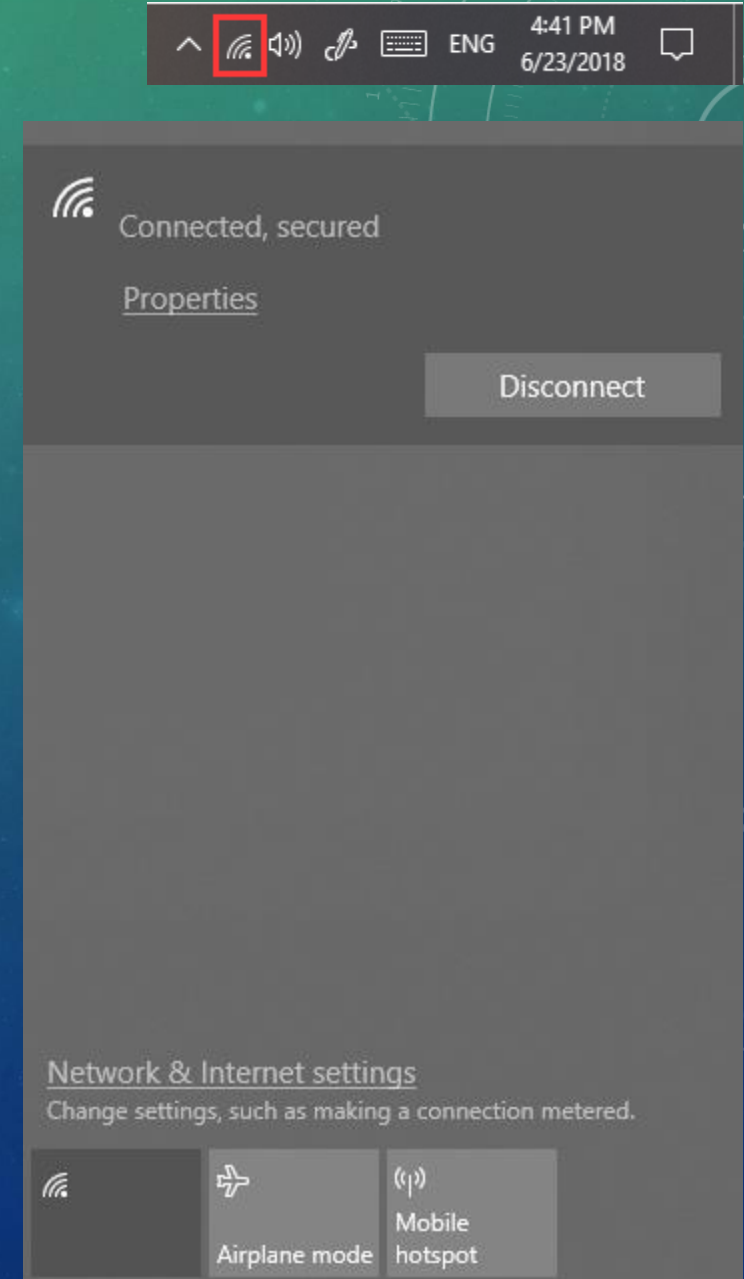 ENG
4:41 PM
6/23/2018
Connected, secured
Properties
Disconnect
Network & Internet settings
Change settings, such as making a connection metered.
Airplane mode
Mobile
hotspot